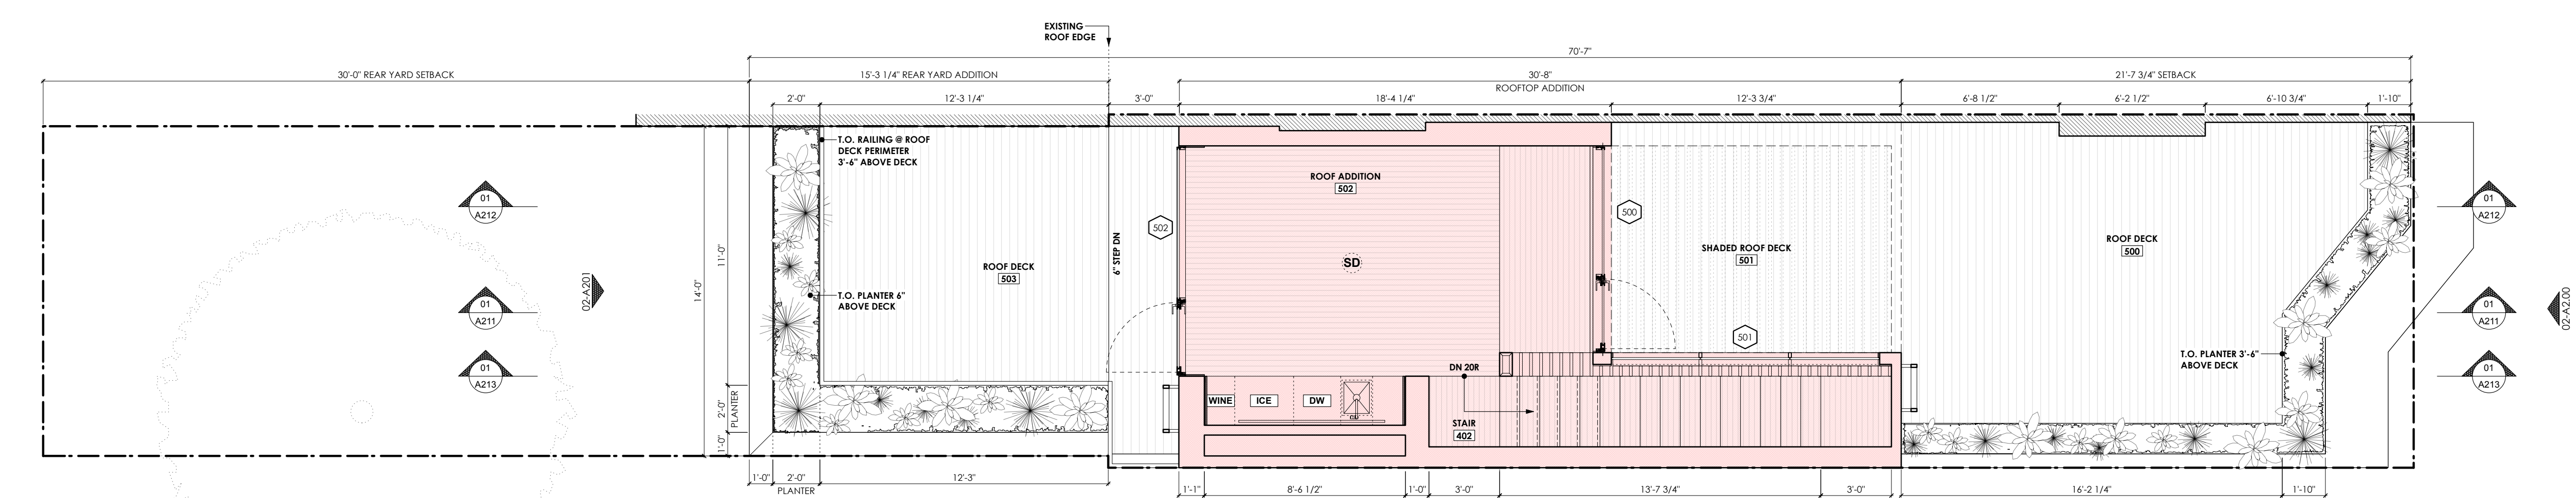 EXISTING
ROOF EDGE
70'-7"
30'-0" REAR YARD SETBACK
15'-3 1/4" REAR YARD ADDITION
30'-8"
ROOFTOP ADDITION
21'-7 3/4" SETBACK
2'-0"
12'-3 1/4"
3'-0"
18'-4 1/4"
12'-3 3/4"
6'-8 1/2"
6'-2 1/2"
6'-10 3/4"
1'-10"
T.O. RAILING @ ROOF
DECK PERIMETER
3'-6" ABOVE DECK
ROOF ADDITION
502
01
A212
01
A212
500
502
6" STEP DN
11'-0"
14'-0"
ROOF DECK
503
SD
SHADED ROOF DECK
501
ROOF DECK
500
02-A201
T.O. PLANTER 6"
ABOVE DECK
01
A211
01
A211
02-A2.00
501
T.O. PLANTER 3'-6"
ABOVE DECK
01
A213
01
A213
DN 20R
2'-0"
PLANTER
1'-0"
WINE
ICE
DW
STAIR
402
1'-0"
2'-0"
PLANTER
12'-3"
1'-1"
8'-6 1/2"
1'-0"
3'-0"
13'-7 3/4"
3'-0"
16'-2 1/4"
1'-10"